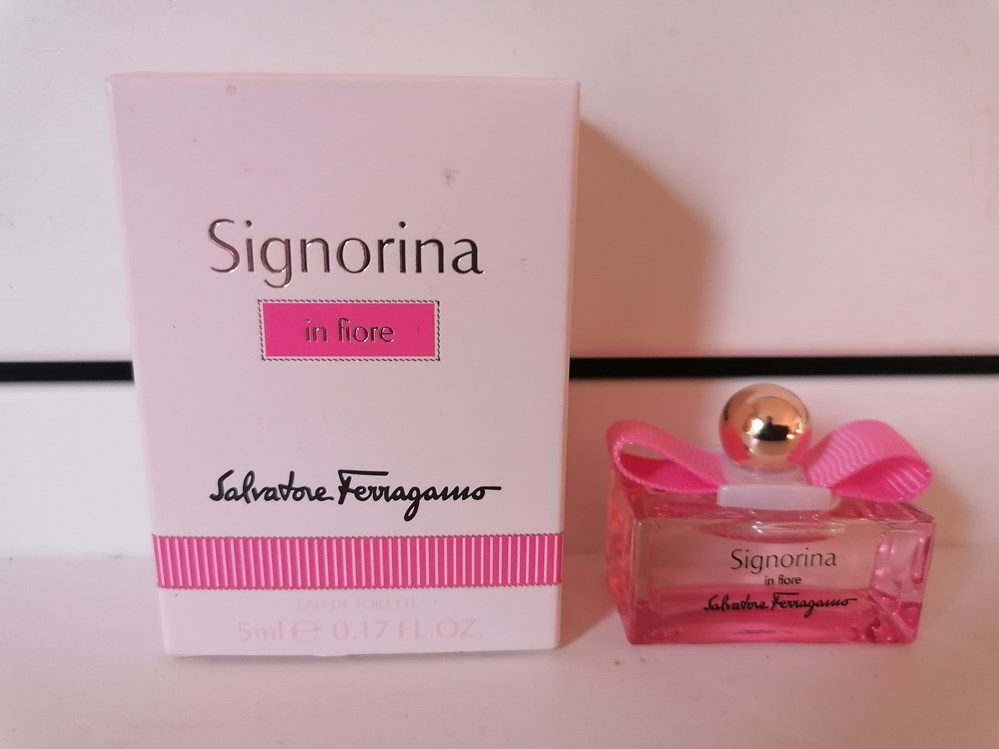 Signorina
in fiore
Salvatore Ferragamo
EAU DE TOILETTE
5ml ℮ 0.17 FL.OZ.
Signorina
in fiore
Salvatore Ferragamo